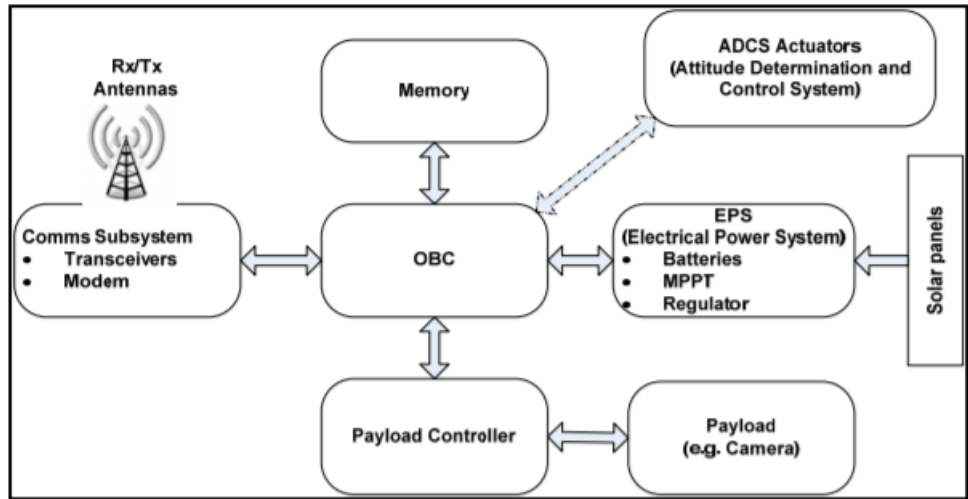 Rx/Tx
Antennas
Memory
ADCS Actuators
(Attitude Determination and
Control System)
Comms Subsystem
• Transceivers
• Modem
OBC
EPS
(Electrical Power System)
• Batteries
• MPPT
• Regulator
Solar panels
Payload Controller
Payload
(e.g. Camera)